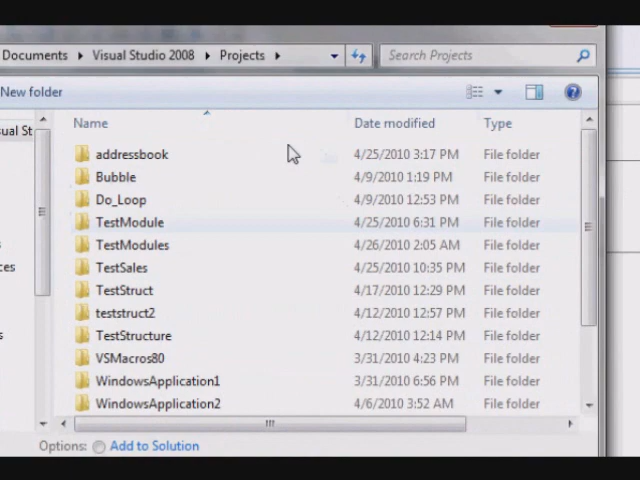 Documents Visual Studio 2008 Projects Search Projects
New folder
Name Date modified Type
sual St
addressbook 4/25/2010 3:17 PM File folder
Bubble 4/9/2010 1:19 PM File folder
Do_Loop 4/9/2010 12:53 PM File folder
TestModule 4/25/2010 6:31 PM File folder
s TestModules 4/26/2010 2:05 AM File folder
ces TestSales 4/25/2010 10:35 PM File folder
TestStruct 4/17/2010 12:29 PM File folder
teststruct2 4/12/2010 12:57 PM File folder
s TestStructure 4/12/2010 12:14 PM File folder
VSMacros80 3/31/2010 4:23 PM File folder
WindowsApplication1 3/31/2010 6:56 PM File folder
WindowsApplication2 4/6/2010 3:52 AM File folder
Options: Add to Solution